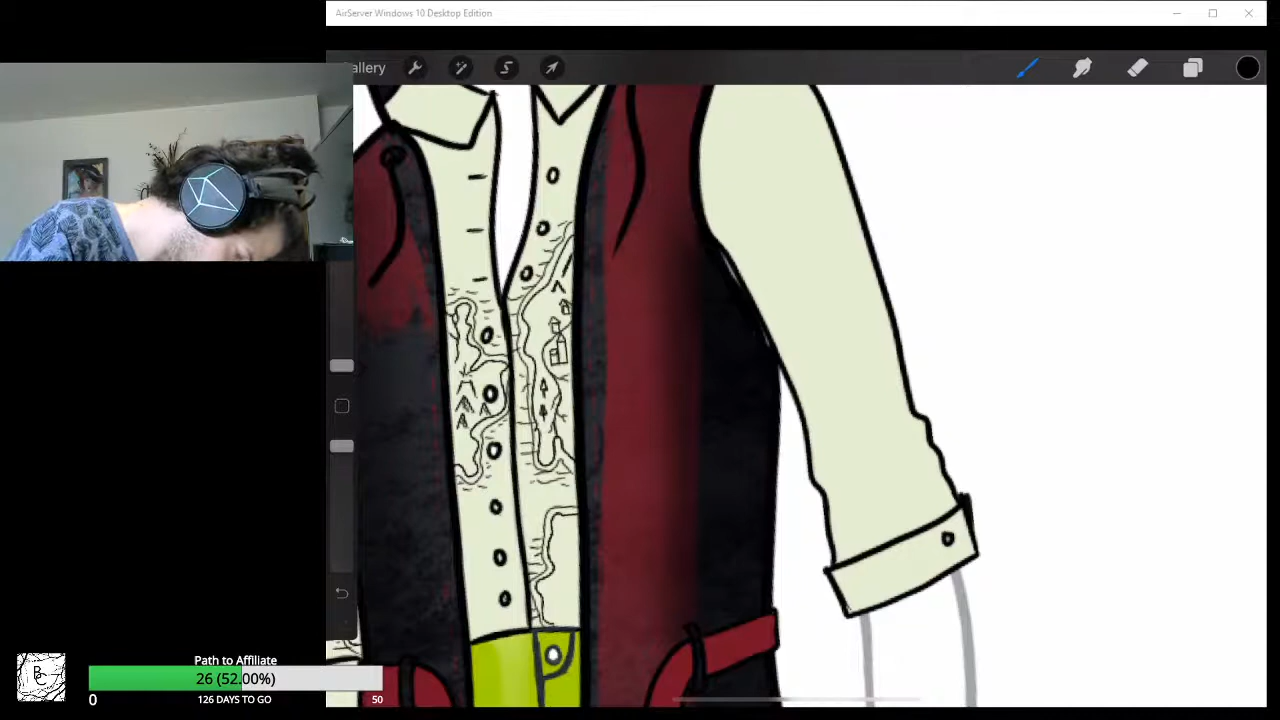 AirServer Windows 10 Desktop Edition
allery
Path to Affiliate
26 (52.00%)
0
126 DAYS TO GO
50